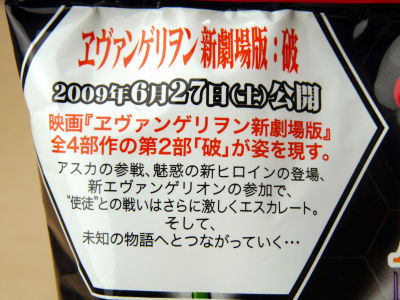 ヱヴァンゲリヲン新劇場版：破
2009年6月27日(土)公開
映画『ヱヴァンゲリヲン新劇場版』
全4部作の第2部「破」が姿を現す。
アスカの参戦、魅惑の新ヒロインの登場、
新エヴァンゲリオンの参加で、
“使徒”との戦いはさらに激しくエスカレート。
そして、
未知の物語へとつながっていく…